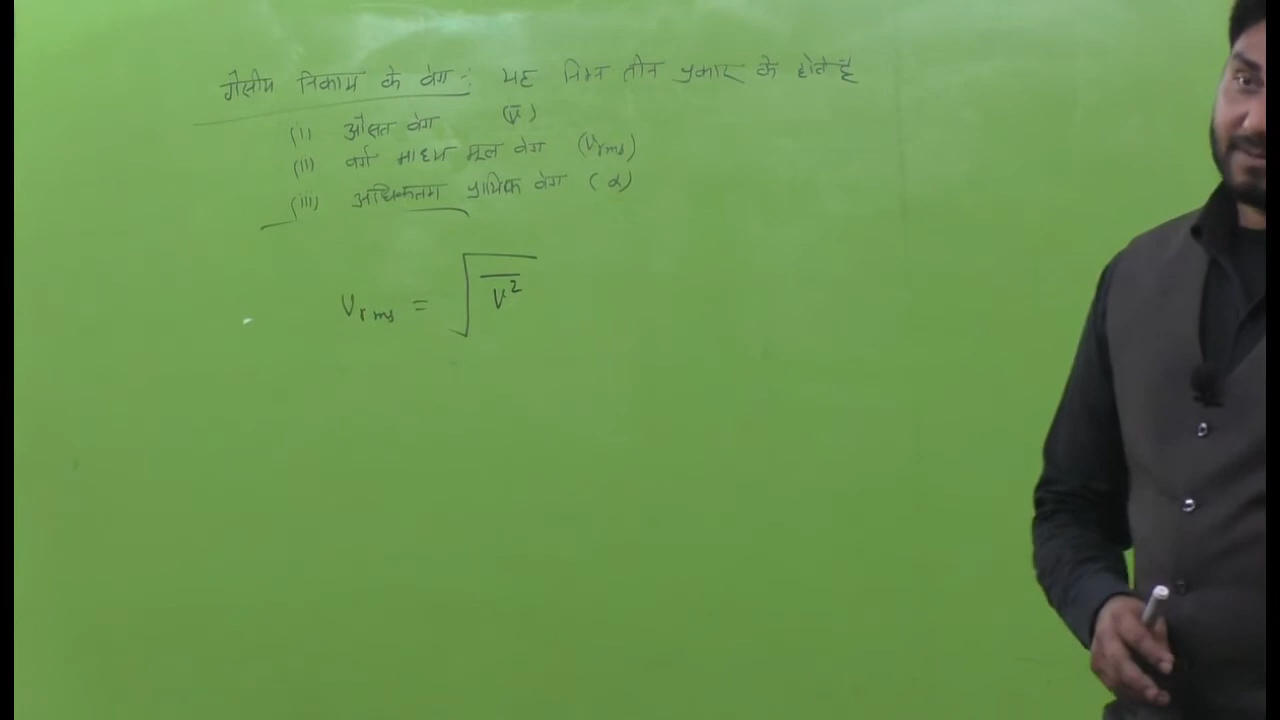 गैसीय निकाय के वेग : यह निम्न तीन प्रकार के होते है
(i) औसत वेग (v̅)
(ii) वर्ग माध्य मूल वेग (Vrms)
(iii) अधिकतम प्रायिक वेग (α)
Vrms = √(v̅²)